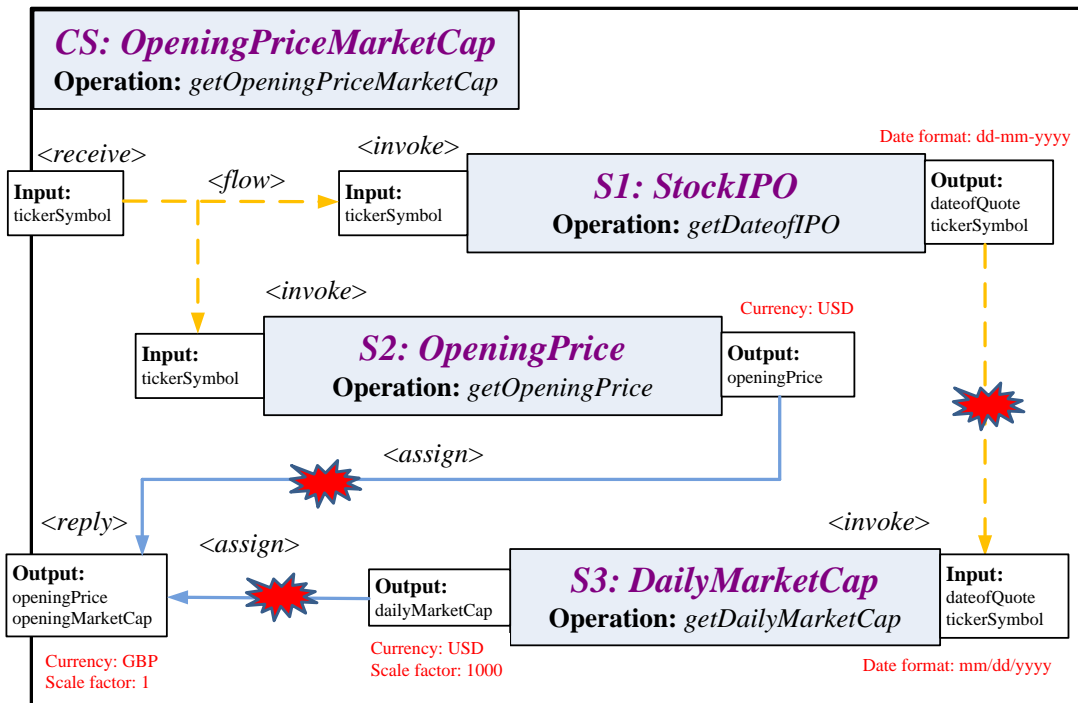 CS: OpeningPriceMarketCap
Operation: getOpeningPriceMarketCap
<receive>
Input:
tickerSymbol
<flow>
<invoke>
Input:
tickerSymbol
S1: StockIPO
Operation: getDateofIPO
Date format: dd-mm-yyyy
Output:
dateofQuote
tickerSymbol
<invoke>
Input:
tickerSymbol
S2: OpeningPrice
Operation: getOpeningPrice
Currency: USD
Output:
openingPrice
<assign>
<reply>
Output:
openingPrice
openingMarketCap
Currency: GBP
Scale factor: 1
<assign>
Output:
dailyMarketCap
Currency: USD
Scale factor: 1000
S3: DailyMarketCap
Operation: getDailyMarketCap
<invoke>
Input:
dateofQuote
tickerSymbol
Date format: mm/dd/yyyy